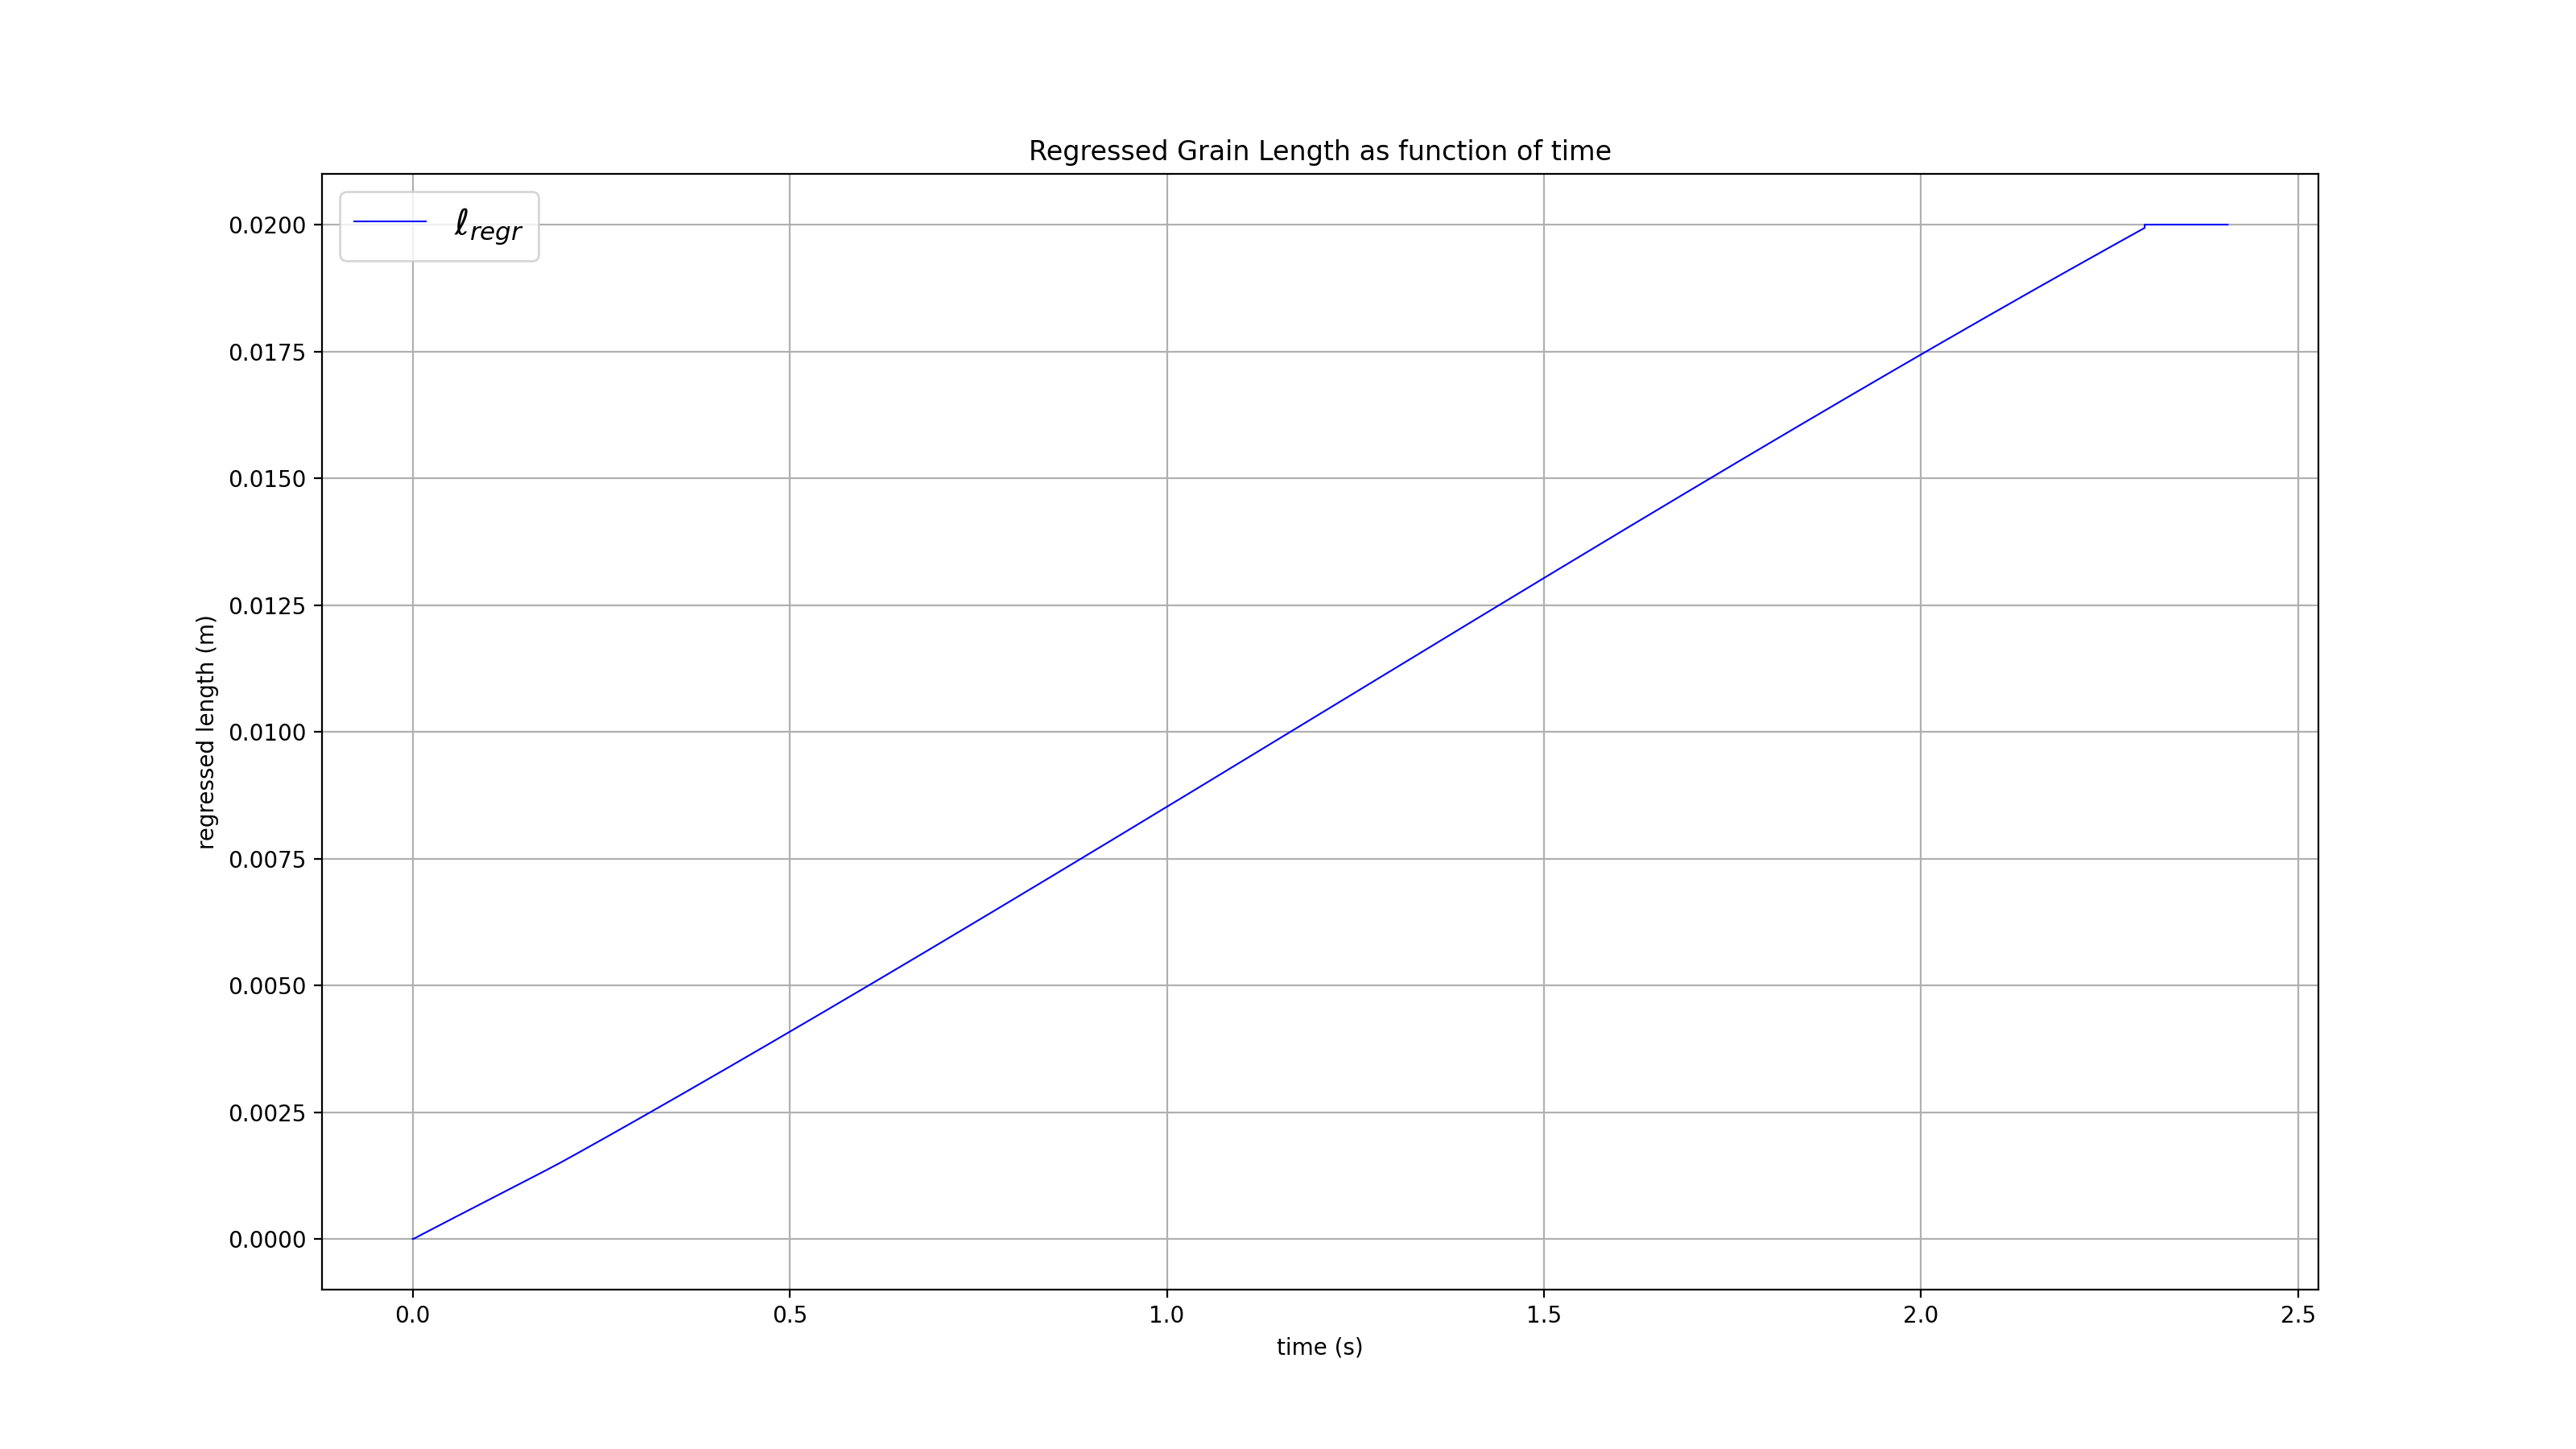 Regressed Grain Length as function of time
ℓregr
regressed length (m)
0.0200
0.0175
0.0150
0.0125
0.0100
0.0075
0.0050
0.0025
0.0000
0.0 0.5 1.0 1.5 2.0 2.5
time (s)